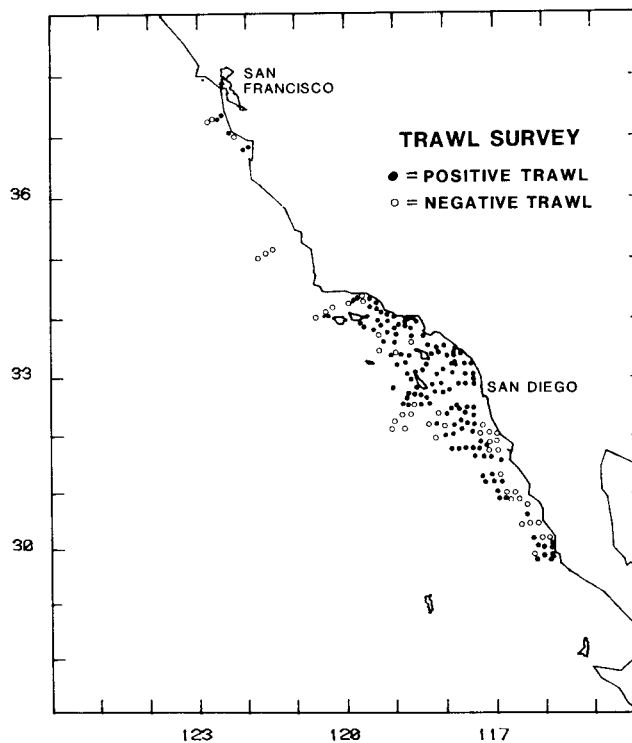 SAN
FRANCISCO
TRAWL SURVEY
● = POSITIVE TRAWL
○ = NEGATIVE TRAWL
36
33
SAN DIEGO
30
123
120
117